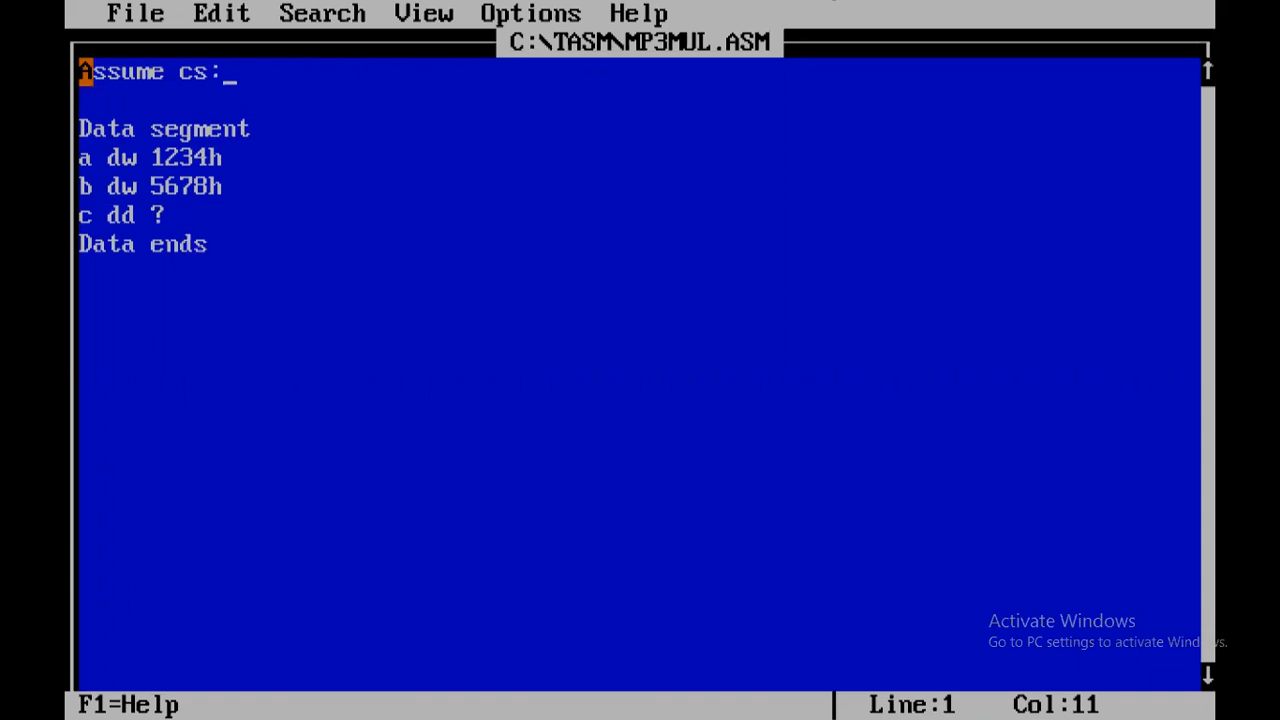 File Edit Search View Options Help
C:\TASM\MP3MUL.ASM
Assume cs:_
Data segment
a dw 1234h
b dw 5678h
c dd ?
Data ends
Activate Windows
Go to PC settings to activate Windows.
F1=Help Line:1 Col:11